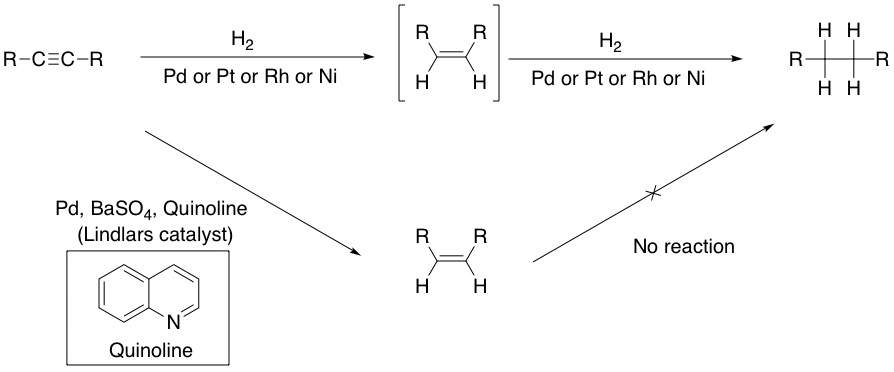 R–C≡C–R
H₂
Pd or Pt or Rh or Ni
R R
H H
H₂
Pd or Pt or Rh or Ni
H H
R R
H H
Pd, BaSO₄, Quinoline
(Lindlars catalyst)
N
Quinoline
R R
H H
No reaction